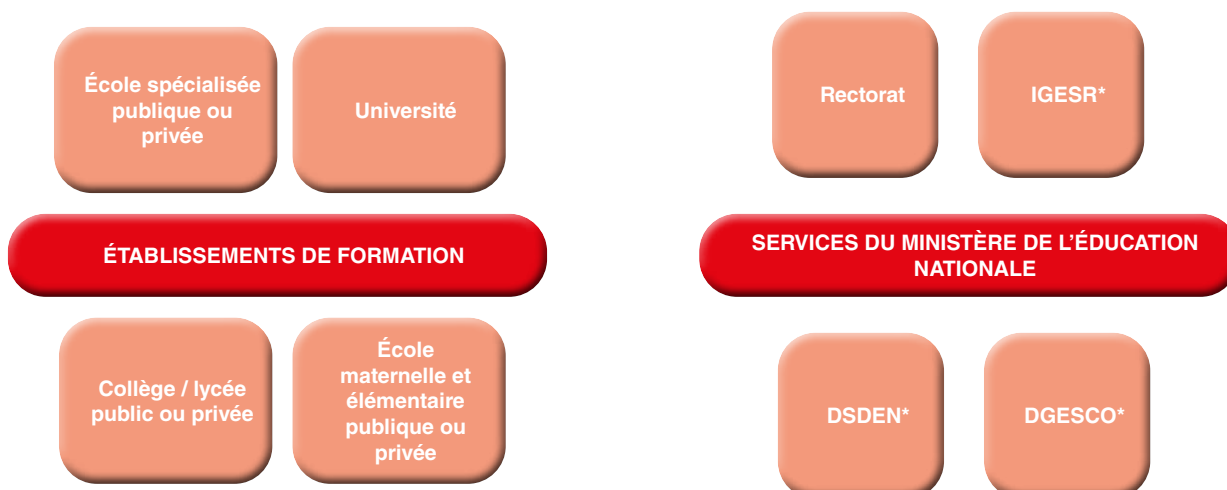 École spécialisée
publique ou
privée
Université
ÉTABLISSEMENTS DE FORMATION
Collège / lycée
public ou privée
École
maternelle et
élémentaire
publique ou
privée
Rectorat
IGESR*
SERVICES DU MINISTÈRE DE L’ÉDUCATION
NATIONALE
DSDEN*
DGESCO*